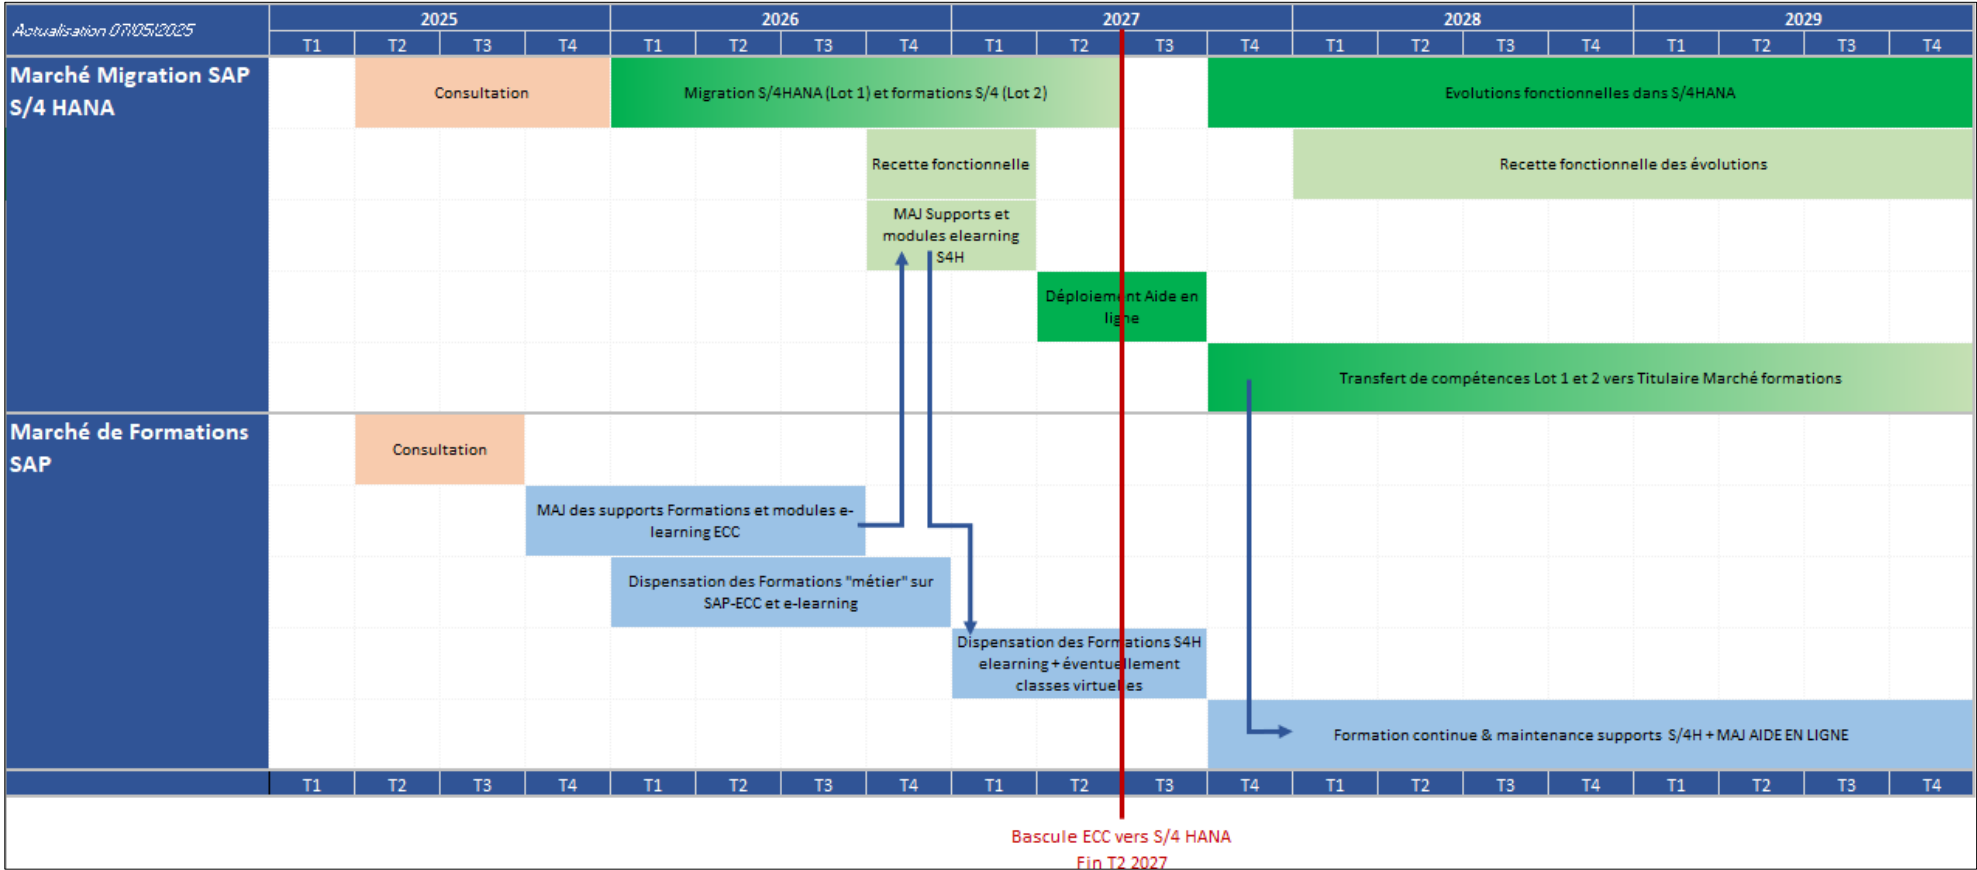 Actualisation 07/05/2025
2025 2026 2027 2028 2029
T1 T2 T3 T4 T1 T2 T3 T4 T1 T2 T3 T4 T1 T2 T3 T4 T1 T2 T3 T4
Marché Migration SAP
S/4 HANA
Consultation
Migration S/4HANA (Lot 1) et formations S/4 (Lot 2)
Evolutions fonctionnelles dans S/4HANA
Recette fonctionnelle
Recette fonctionnelle des évolutions
MAJ Supports et
modules elearning
S4H
Déploiement Aide en
ligne
Transfert de compétences Lot 1 et 2 vers Titulaire Marché formations
Marché de Formations
SAP
Consultation
MAJ des supports Formations et modules e-
learning ECC
Dispensation des Formations "métier" sur
SAP-ECC et e-learning
Dispensation des Formations S4H
elearning + éventuellement
classes virtuelles
Formation continue & maintenance supports S/4H + MAJ AIDE EN LIGNE
T1 T2 T3 T4 T1 T2 T3 T4 T1 T2 T3 T4 T1 T2 T3 T4 T1 T2 T3 T4
Bascule ECC vers S/4 HANA
Fin T2 2027